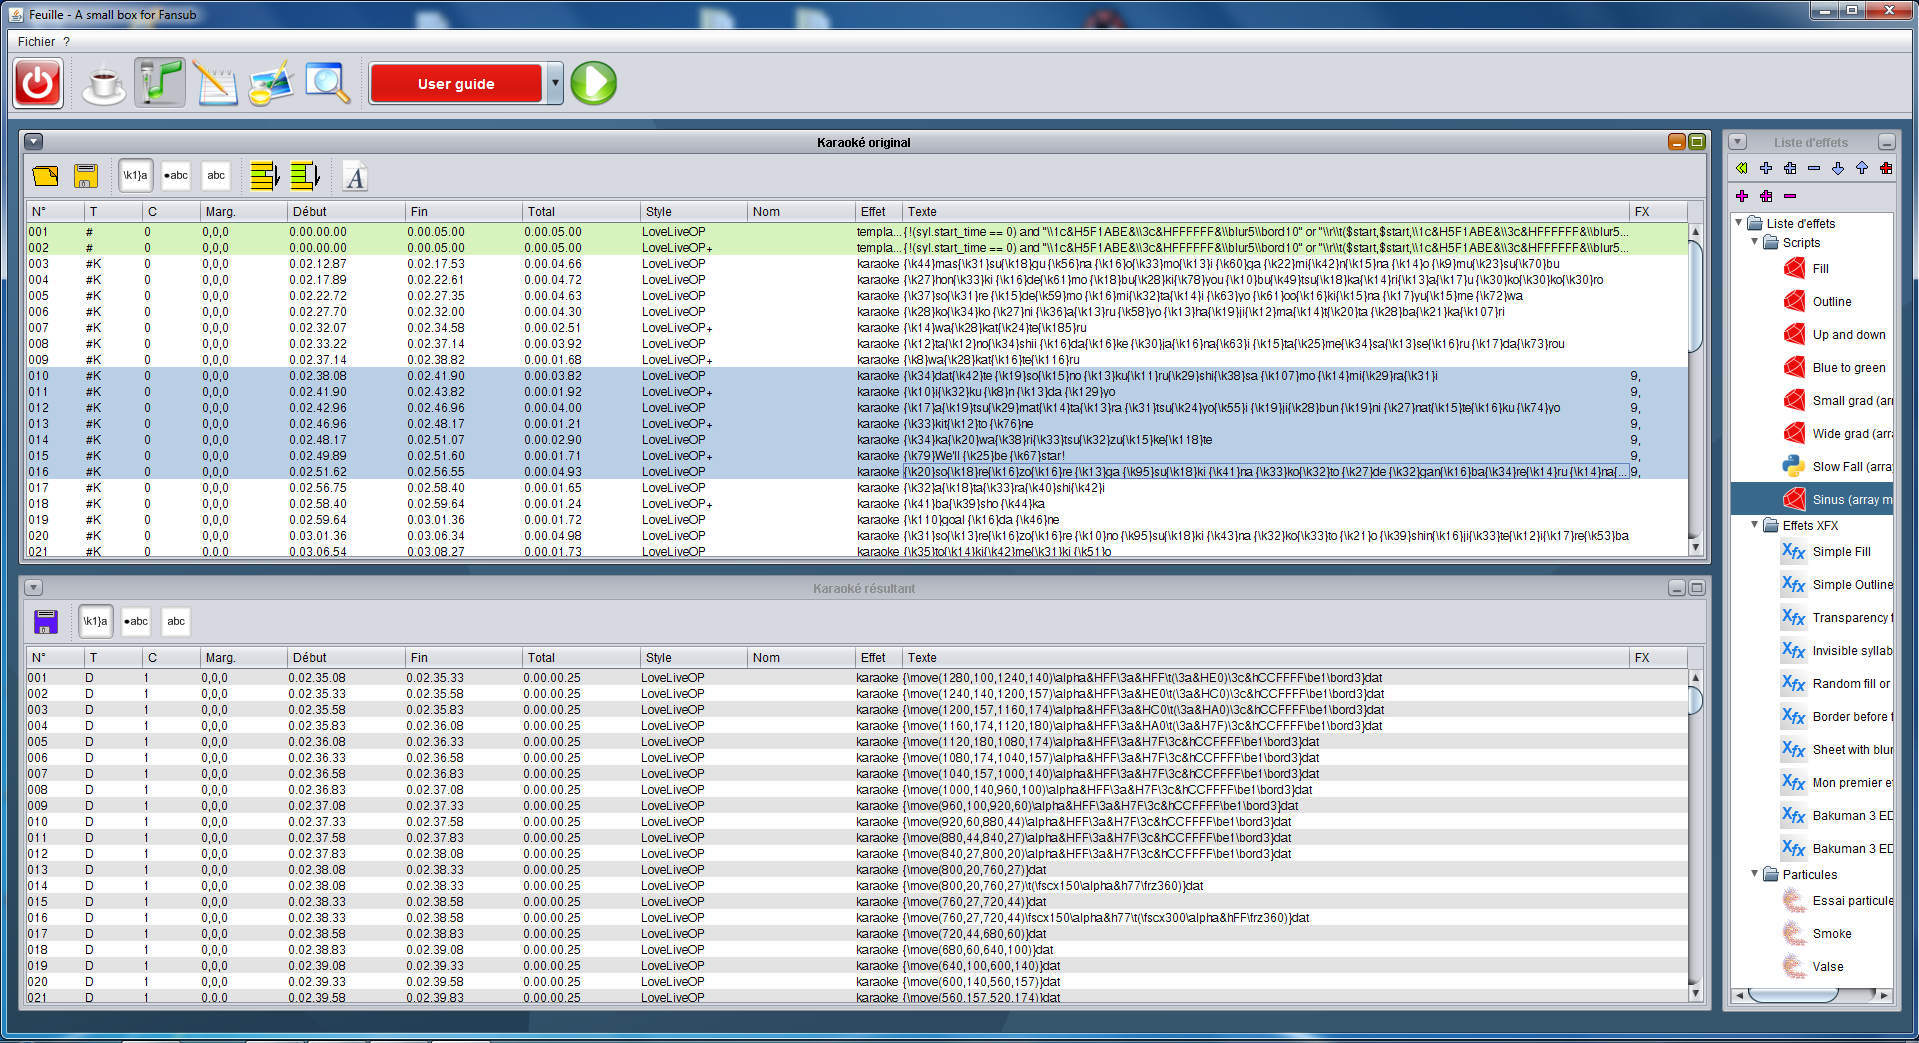 Feuille - A small box for Fansub
Fichier ?
User guide
Karaoké original
\k1}a ●abc abc A
N° T C Marg. Début Fin Total Style Nom Effet Texte FX
001 # 0 0,0,0 0.00.00.00 0.00.05.00 0.00.05.00 LoveLiveOP templa... {!(syl.start_time == 0) and "\\1c&H5F1ABE&\\3c&HFFFFFF&\\blur5\\bord10" or "\\r\\t($start,$start,\\1c&H5F1ABE&\\3c&HFFFFFF&\\blur5...
002 # 0 0,0,0 0.00.00.00 0.00.05.00 0.00.05.00 LoveLiveOP+ templa... {!(syl.start_time == 0) and "\\1c&H5F1ABE&\\3c&HFFFFFF&\\blur5\\bord10" or "\\r\\t($start,$start,\\1c&H5F1ABE&\\3c&HFFFFFF&\\blur5...
003 #K 0 0,0,0 0.02.12.87 0.02.17.53 0.00.04.66 LoveLiveOP karaoke {\k44}mas{\k31}su{\k18}gu {\k56}na {\k16}o{\k33}mo{\k13}i {\k60}ga {\k22}mi{\k42}n{\k15}na {\k14}o {\k9}mu{\k23}su{\k70}bu
004 #K 0 0,0,0 0.02.17.89 0.02.22.61 0.00.04.72 LoveLiveOP karaoke {\k27}hon{\k33}ki {\k16}de{\k61}mo {\k18}bu{\k28}ki{\k78}you {\k10}bu{\k49}tsu{\k18}ka{\k14}ri{\k13}a{\k17}u {\k30}ko{\k30}ko{\k30}ro
005 #K 0 0,0,0 0.02.22.72 0.02.27.35 0.00.04.63 LoveLiveOP karaoke {\k37}so{\k31}re {\k15}de{\k59}mo {\k16}mi{\k32}ta{\k14}i {\k63}yo {\k61}oo{\k16}ki{\k15}na {\k17}yu{\k15}me {\k72}wa
006 #K 0 0,0,0 0.02.27.70 0.02.32.00 0.00.04.30 LoveLiveOP karaoke {\k28}ko{\k34}ko {\k27}ni {\k36}a{\k13}ru {\k58}yo {\k13}ha{\k19}ji{\k12}ma{\k14}t{\k20}ta {\k28}ba{\k21}ka{\k107}ri
007 #K 0 0,0,0 0.02.32.07 0.02.34.58 0.00.02.51 LoveLiveOP+ karaoke {\k14}wa{\k28}kat{\k24}te{\k185}ru
008 #K 0 0,0,0 0.02.33.22 0.02.37.14 0.00.03.92 LoveLiveOP karaoke {\k12}ta{\k12}no{\k34}shii {\k16}da{\k16}ke {\k30}ja{\k16}na{\k63}i {\k15}ta{\k25}me{\k34}sa{\k13}se{\k16}ru {\k17}da{\k73}rou
009 #K 0 0,0,0 0.02.37.14 0.02.38.82 0.00.01.68 LoveLiveOP+ karaoke {\k8}wa{\k28}kat{\k16}te{\k116}ru
010 #K 0 0,0,0 0.02.38.08 0.02.41.90 0.00.03.82 LoveLiveOP karaoke {\k34}dat{\k42}te {\k19}so{\k15}no {\k13}ku{\k11}ru{\k29}shi{\k38}sa {\k107}mo {\k14}mi{\k29}ra{\k31}i 9,
011 #K 0 0,0,0 0.02.41.90 0.02.43.82 0.00.01.92 LoveLiveOP+ karaoke {\k10}i{\k32}ku {\k8}n {\k13}da {\k129}yo 9,
012 #K 0 0,0,0 0.02.42.96 0.02.46.96 0.00.04.00 LoveLiveOP karaoke {\k17}a{\k19}tsu{\k29}mat{\k14}ta{\k13}ra {\k31}tsu{\k24}yo{\k55}i {\k19}ji{\k28}bun {\k19}ni {\k27}nat{\k15}te{\k16}ku {\k74}yo 9,
013 #K 0 0,0,0 0.02.46.96 0.02.48.17 0.00.01.21 LoveLiveOP+ karaoke {\k33}kit{\k12}to {\k76}ne 9,
014 #K 0 0,0,0 0.02.48.17 0.02.51.07 0.00.02.90 LoveLiveOP karaoke {\k34}ka{\k20}wa{\k38}ri{\k33}tsu{\k32}zu{\k15}ke{\k118}te 9,
015 #K 0 0,0,0 0.02.49.89 0.02.51.60 0.00.01.71 LoveLiveOP+ karaoke {\k79}We'll {\k25}be {\k67}star! 9,
016 #K 0 0,0,0 0.02.51.62 0.02.56.55 0.00.04.93 LoveLiveOP karaoke {\k20}so{\k18}re{\k16}zo{\k16}re {\k13}ga {\k95}su{\k18}ki {\k41}na {\k33}ko{\k32}to {\k27}de {\k32}gan{\k16}ba{\k34}re{\k14}ru {\k14}na{... 9,
017 #K 0 0,0,0 0.02.56.75 0.02.58.40 0.00.01.65 LoveLiveOP karaoke {\k32}a{\k18}ta{\k33}ra{\k40}shi{\k42}i
018 #K 0 0,0,0 0.02.58.40 0.02.59.64 0.00.01.24 LoveLiveOP+ karaoke {\k41}ba{\k39}sho {\k44}ka
019 #K 0 0,0,0 0.02.59.64 0.03.01.36 0.00.01.72 LoveLiveOP karaoke {\k110}goal {\k16}da {\k46}ne
020 #K 0 0,0,0 0.03.01.36 0.03.06.34 0.00.04.98 LoveLiveOP karaoke {\k31}so{\k13}re{\k16}zo{\k16}re {\k10}no {\k95}su{\k18}ki {\k43}na {\k32}ko{\k33}to {\k21}o {\k39}shin{\k16}ji{\k33}te{\k12}i{\k17}re{\k53}ba
021 #K 0 0,0,0 0.03.06.54 0.03.08.27 0.00.01.73 LoveLiveOP karaoke {\k35}to{\k14}ki{\k42}me{\k31}ki {\k51}o
Karaoké résultant
\k1}a ●abc abc
N° T C Marg. Début Fin Total Style Nom Effet Texte FX
001 D 1 0,0,0 0.02.35.08 0.02.35.33 0.00.00.25 LoveLiveOP karaoke {\move(1280,100,1240,140)\alpha&HFF\3a&HFF\t(\3a&HE0)\3c&hCCFFFF\be1\bord3}dat
002 D 1 0,0,0 0.02.35.33 0.02.35.58 0.00.00.25 LoveLiveOP karaoke {\move(1240,140,1200,157)\alpha&HFF\3a&HE0\t(\3a&HC0)\3c&hCCFFFF\be1\bord3}dat
003 D 1 0,0,0 0.02.35.58 0.02.35.83 0.00.00.25 LoveLiveOP karaoke {\move(1200,157,1160,174)\alpha&HFF\3a&HC0\t(\3a&HA0)\3c&hCCFFFF\be1\bord3}dat
004 D 1 0,0,0 0.02.35.83 0.02.36.08 0.00.00.25 LoveLiveOP karaoke {\move(1160,174,1120,180)\alpha&HFF\3a&HA0\t(\3a&H7F)\3c&hCCFFFF\be1\bord3}dat
005 D 1 0,0,0 0.02.36.08 0.02.36.33 0.00.00.25 LoveLiveOP karaoke {\move(1120,180,1080,174)\alpha&HFF\3a&H7F\3c&hCCFFFF\be1\bord3}dat
006 D 1 0,0,0 0.02.36.33 0.02.36.58 0.00.00.25 LoveLiveOP karaoke {\move(1080,174,1040,157)\alpha&HFF\3a&H7F\3c&hCCFFFF\be1\bord3}dat
007 D 1 0,0,0 0.02.36.58 0.02.36.83 0.00.00.25 LoveLiveOP karaoke {\move(1040,157,1000,140)\alpha&HFF\3a&H7F\3c&hCCFFFF\be1\bord3}dat
008 D 1 0,0,0 0.02.36.83 0.02.37.08 0.00.00.25 LoveLiveOP karaoke {\move(1000,140,960,100)\alpha&HFF\3a&H7F\3c&hCCFFFF\be1\bord3}dat
009 D 1 0,0,0 0.02.37.08 0.02.37.33 0.00.00.25 LoveLiveOP karaoke {\move(960,100,920,60)\alpha&HFF\3a&H7F\3c&hCCFFFF\be1\bord3}dat
010 D 1 0,0,0 0.02.37.33 0.02.37.58 0.00.00.25 LoveLiveOP karaoke {\move(920,60,880,44)\alpha&HFF\3a&H7F\3c&hCCFFFF\be1\bord3}dat
011 D 1 0,0,0 0.02.37.58 0.02.37.83 0.00.00.25 LoveLiveOP karaoke {\move(880,44,840,27)\alpha&HFF\3a&H7F\3c&hCCFFFF\be1\bord3}dat
012 D 1 0,0,0 0.02.37.83 0.02.38.08 0.00.00.25 LoveLiveOP karaoke {\move(840,27,800,20)\alpha&HFF\3a&H7F\3c&hCCFFFF\be1\bord3}dat
013 D 1 0,0,0 0.02.38.08 0.02.38.33 0.00.00.25 LoveLiveOP karaoke {\move(800,20,760,27)}dat
014 D 1 0,0,0 0.02.38.08 0.02.38.33 0.00.00.25 LoveLiveOP karaoke {\move(800,20,760,27)\t(\fscx150\alpha&h77\frz360)}dat
015 D 1 0,0,0 0.02.38.33 0.02.38.58 0.00.00.25 LoveLiveOP karaoke {\move(760,27,720,44)}dat
016 D 1 0,0,0 0.02.38.33 0.02.38.58 0.00.00.25 LoveLiveOP karaoke {\move(760,27,720,44)\fscx150\alpha&h77\t(\fscx300\alpha&hFF\frz360)}dat
017 D 1 0,0,0 0.02.38.58 0.02.38.83 0.00.00.25 LoveLiveOP karaoke {\move(720,44,680,60)}dat
018 D 1 0,0,0 0.02.38.83 0.02.39.08 0.00.00.25 LoveLiveOP karaoke {\move(680,60,640,100)}dat
019 D 1 0,0,0 0.02.39.08 0.02.39.33 0.00.00.25 LoveLiveOP karaoke {\move(640,100,600,140)}dat
020 D 1 0,0,0 0.02.39.33 0.02.39.58 0.00.00.25 LoveLiveOP karaoke {\move(600,140,560,157)}dat
021 D 1 0,0,0 0.02.39.58 0.02.39.83 0.00.00.25 LoveLiveOP karaoke {\move(560,157,520,174)}dat
Liste d'effets
Liste d'effets
Scripts
Fill
Outline
Up and down
Blue to green
Small grad (arr
Wide grad (arra
Slow Fall (array
Sinus (array m
Effets XFX
Xfx Simple Fill
Xfx Simple Outline
Xfx Transparency f
Xfx Invisible syllab
Xfx Random fill or
Xfx Border before f
Xfx Sheet with blur
Xfx Mon premier ef
Xfx Bakuman 3 ED
Xfx Bakuman 3 ED
Particules
Essai particule
Smoke
Valse